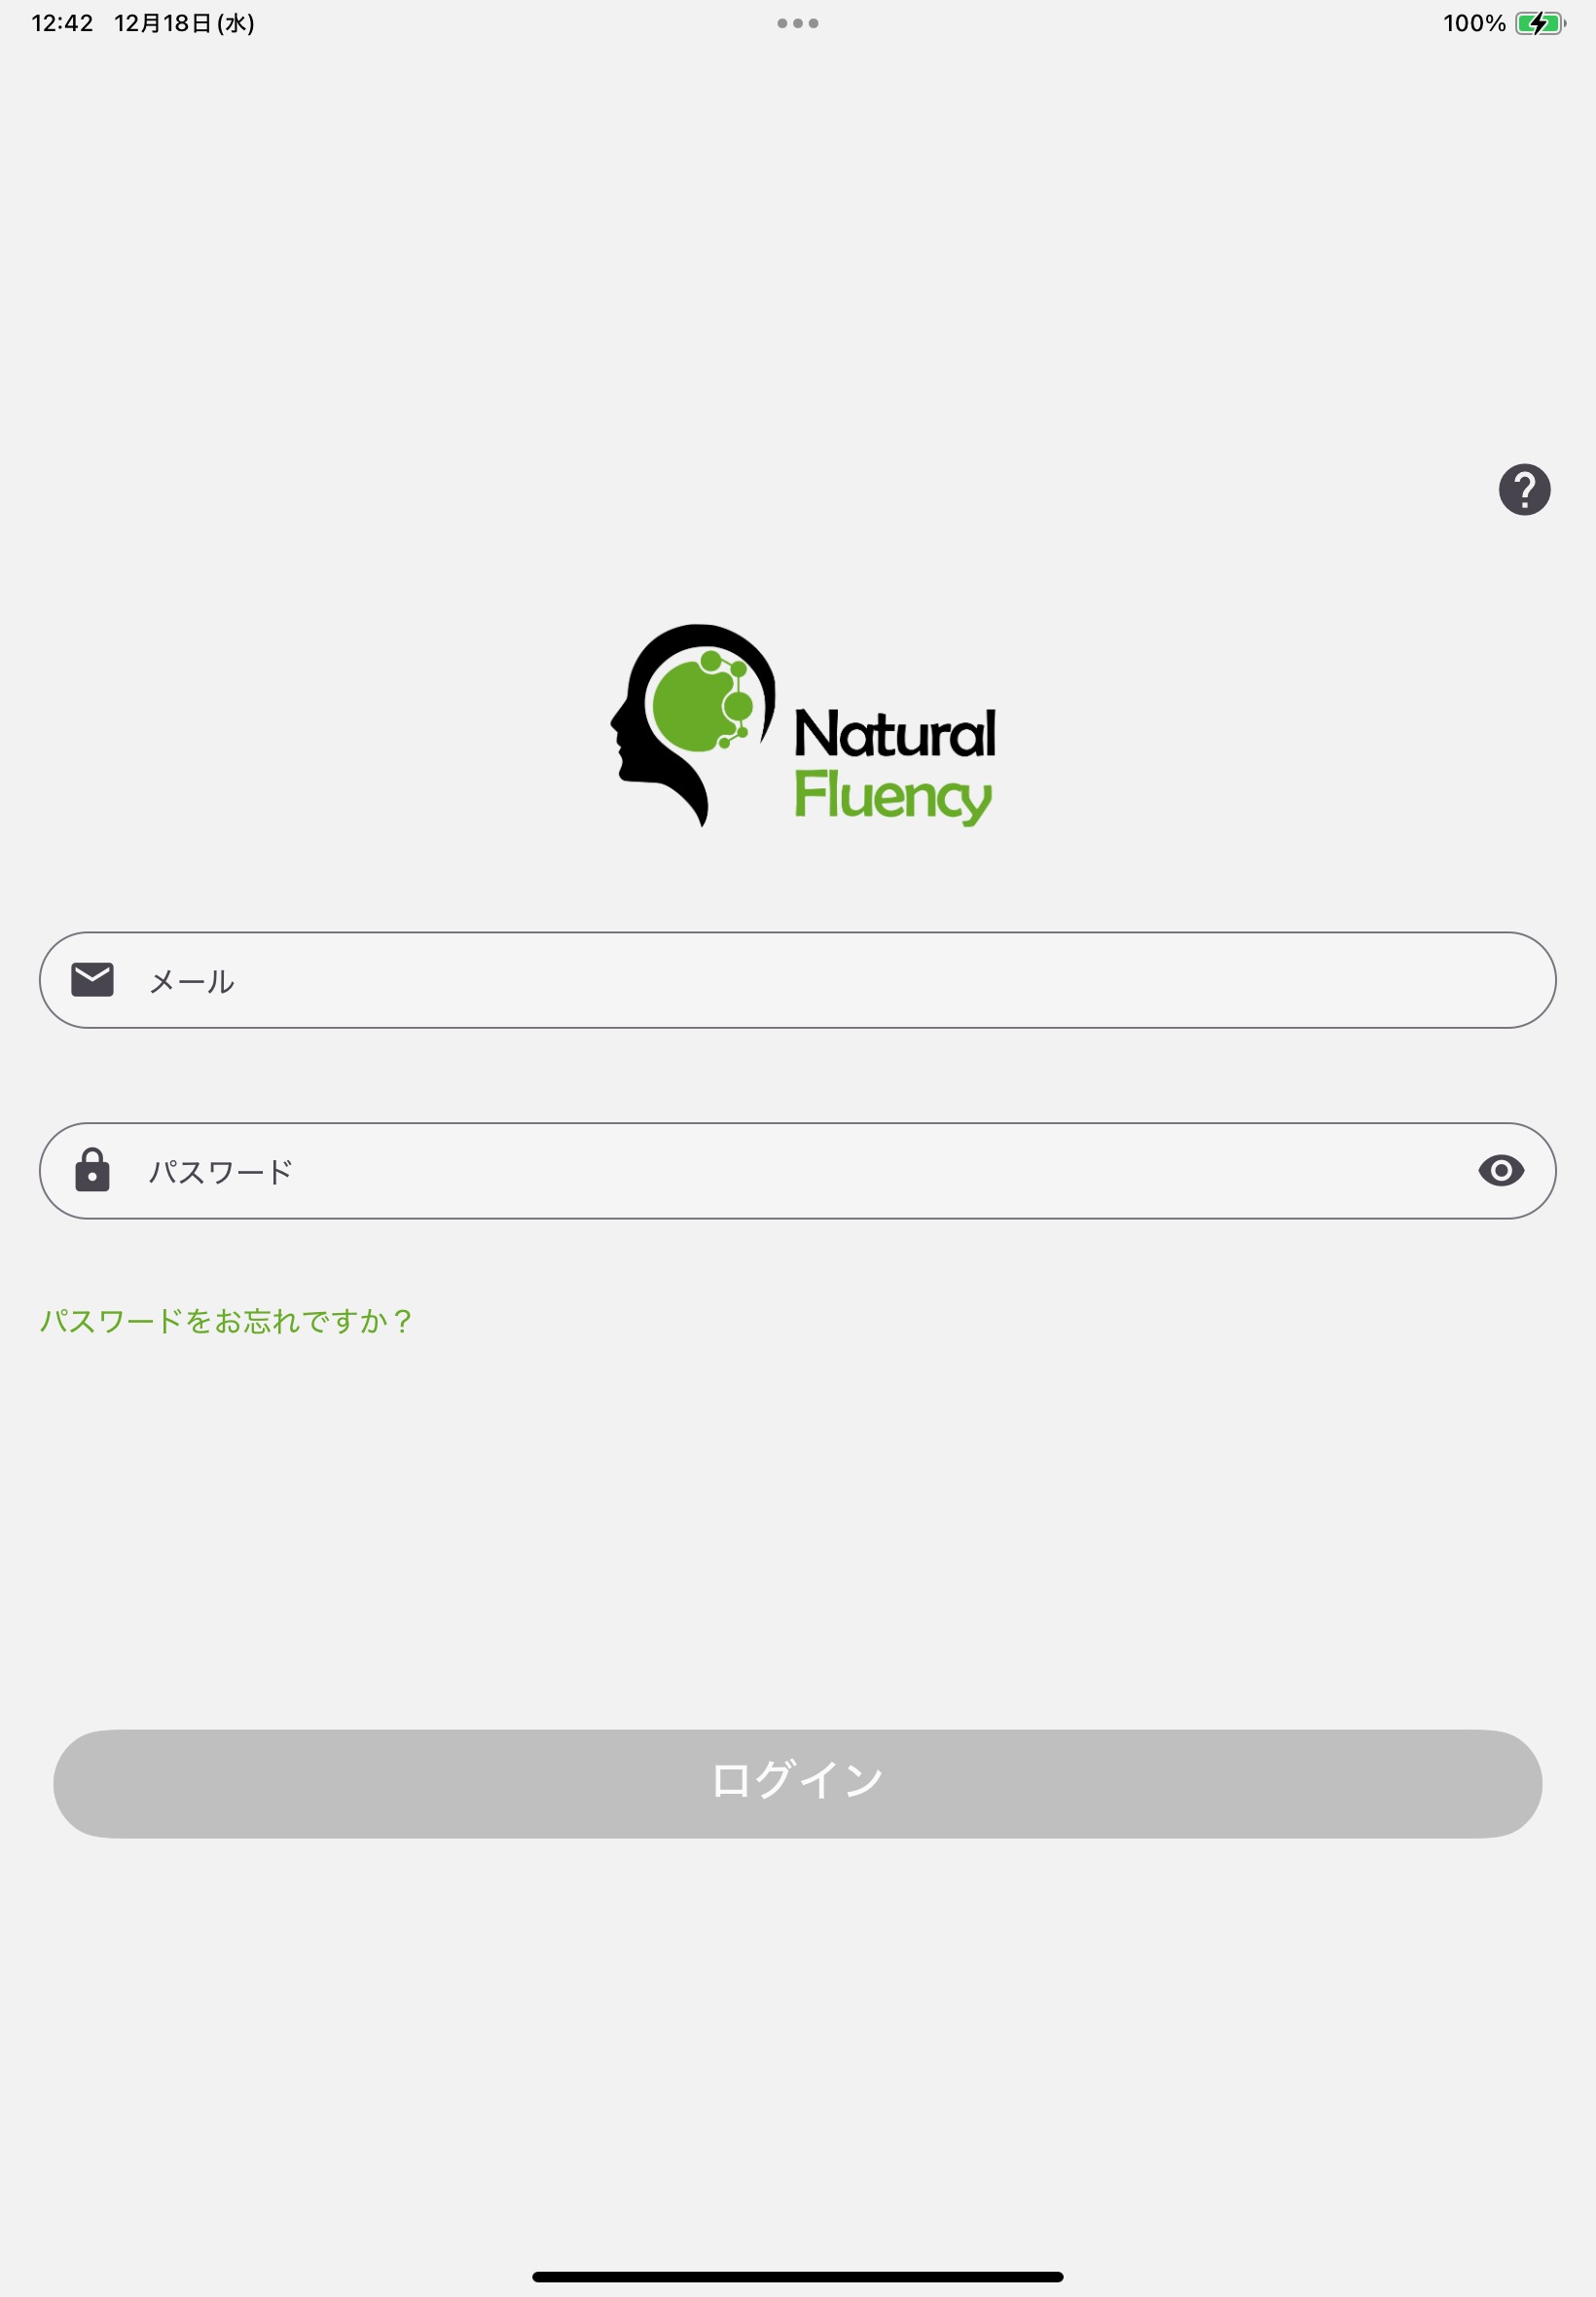 12:42 12月18日(水)
100%
Natural
Fluency
メール
パスワード
パスワードをお忘れですか？
ログイン